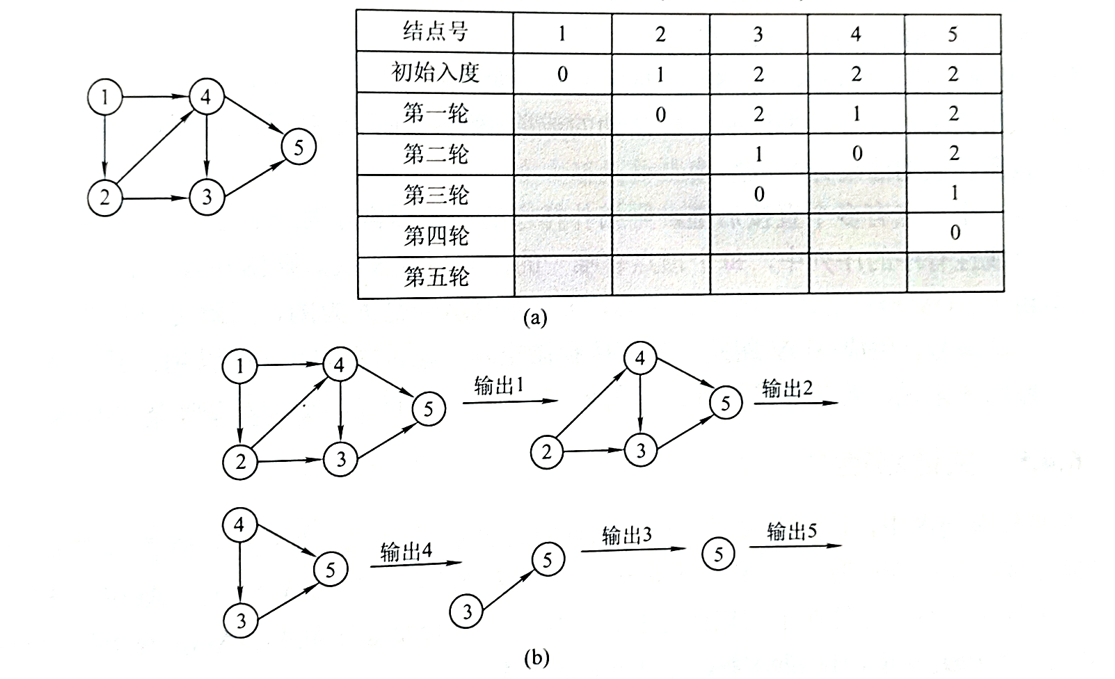 1 4 5 2 3
结点号 1 2 3 4 5
初始入度 0 1 2 2 2
第一轮 0 2 1 2
第二轮 1 0 2
第三轮 0 1
第四轮 0
第五轮
(a)
1 4 5 2 3
输出1
4 5 2 3
输出2
4 5 3
输出4
5 3
输出3
5
输出5
(b)